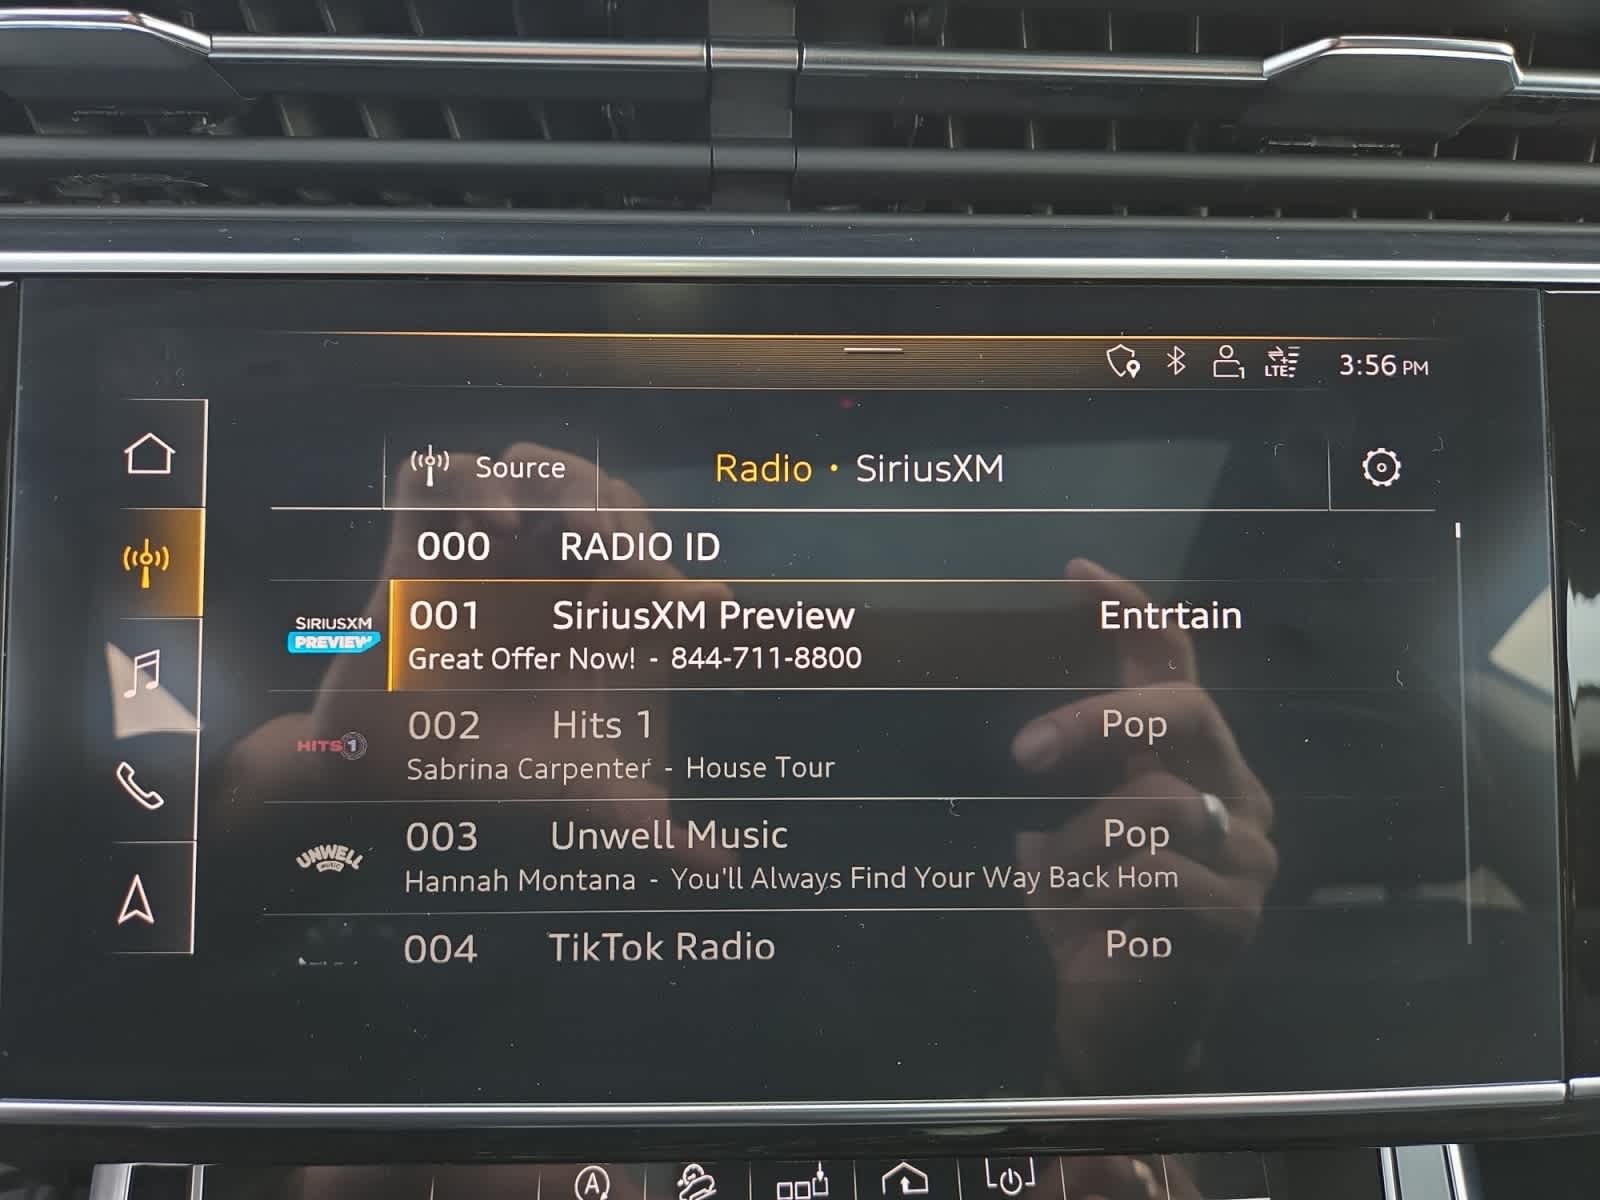 LTE
3:56 PM
Source
Radio • SiriusXM
000 RADIO ID
SIRIUSXM
PREVIEW
001 SiriusXM Preview Entrtain
Great Offer Now! - 844-711-8800
HITS 1
002 Hits 1 Pop
Sabrina Carpenter - House Tour
UNWELL
MUSIC
003 Unwell Music Pop
Hannah Montana - You'll Always Find Your Way Back Hom
004 TikTok Radio Pop
A